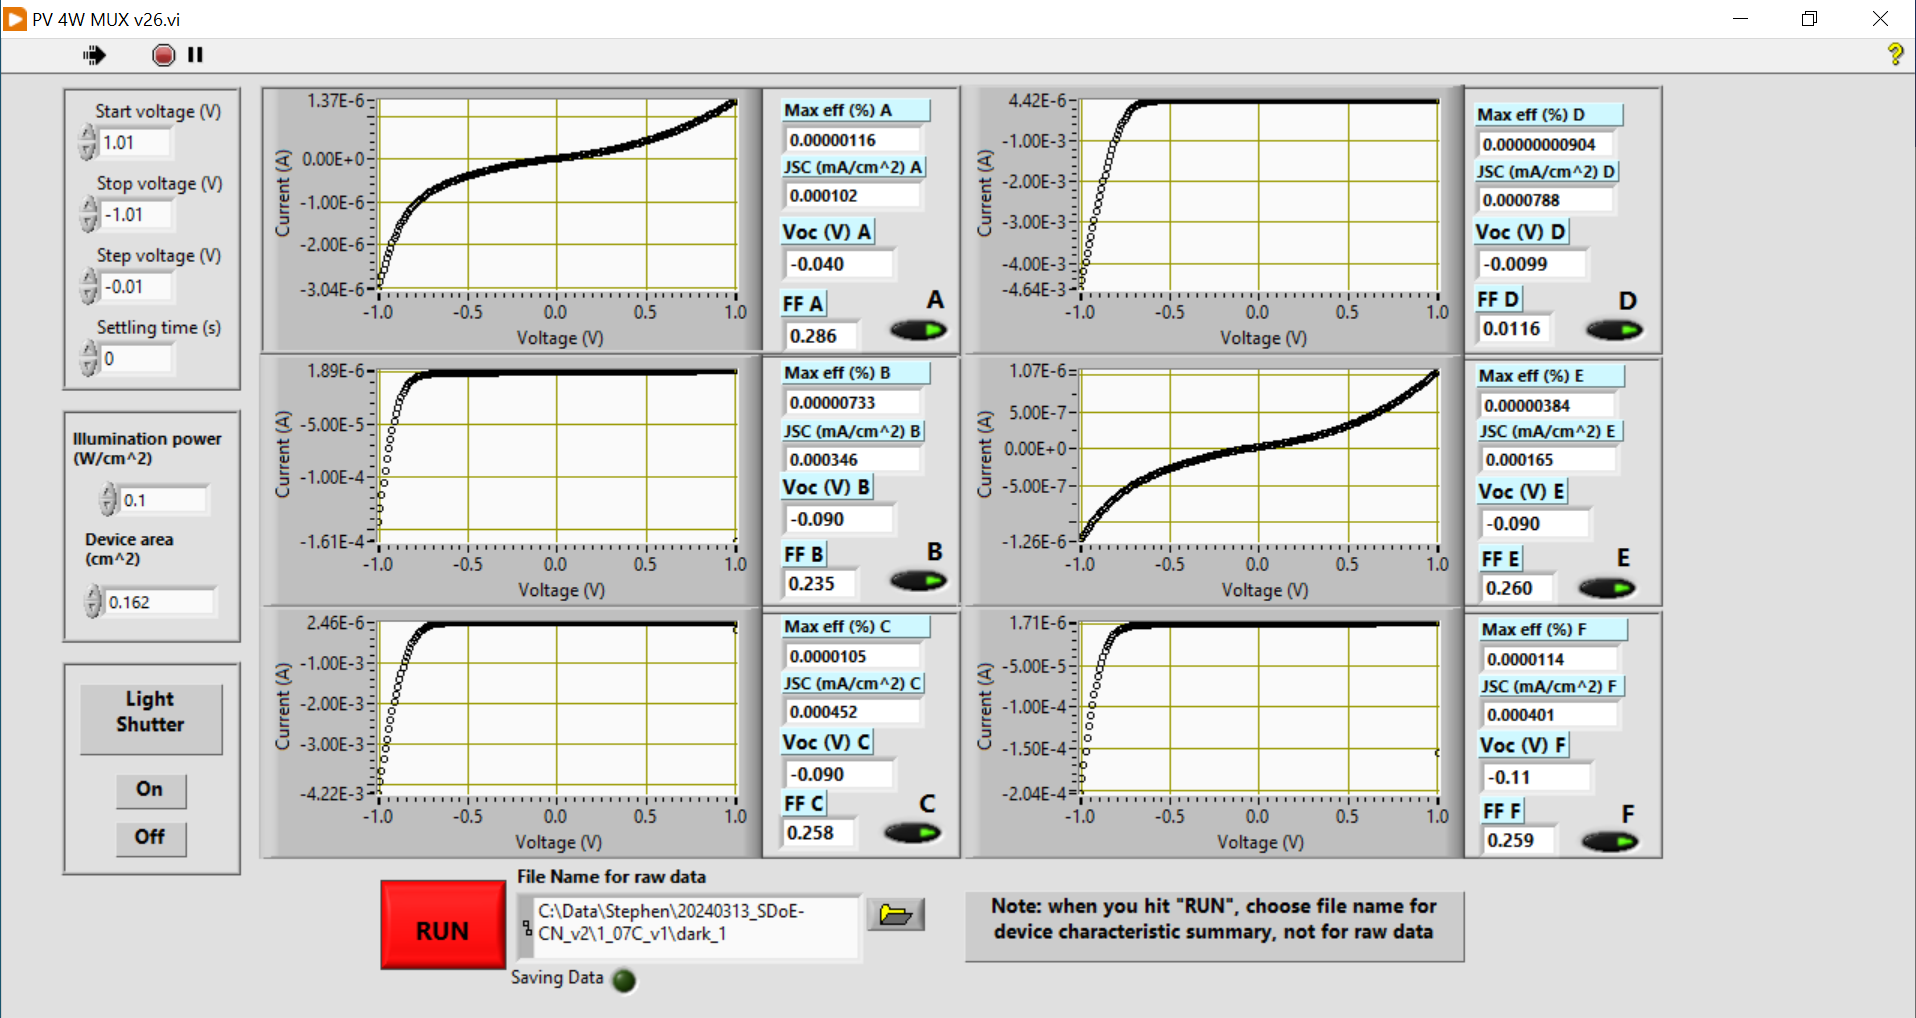 PV 4W MUX v26.vi
Start voltage (V)
1.01
Stop voltage (V)
-1.01
Step voltage (V)
-0.01
Settling time (s)
0
Illumination power
(W/cm^2)
0.1
Device area
(cm^2)
0.162
Light
Shutter
On
Off
1.37E-6
0.00E+0
-1.00E-6
-2.00E-6
-3.04E-6
Current (A)
-1.0 -0.5 0.0 0.5 1.0
Voltage (V)
Max eff (%) A
0.00000116
JSC (mA/cm^2) A
0.000102
Voc (V) A
-0.040
FF A
0.286
A
4.42E-6
-1.00E-3
-2.00E-3
-3.00E-3
-4.00E-3
-4.64E-3
Current (A)
-1.0 -0.5 0.0 0.5 1.0
Voltage (V)
Max eff (%) D
0.00000000904
JSC (mA/cm^2) D
0.0000788
Voc (V) D
-0.0099
FF D
0.0116
D
1.89E-6
-5.00E-5
-1.00E-4
-1.61E-4
Current (A)
-1.0 -0.5 0.0 0.5 1.0
Voltage (V)
Max eff (%) B
0.00000733
JSC (mA/cm^2) B
0.000346
Voc (V) B
-0.090
FF B
0.235
B
1.07E-6
5.00E-7
0.00E+0
-5.00E-7
-1.26E-6
Current (A)
-1.0 -0.5 0.0 0.5 1.0
Voltage (V)
Max eff (%) E
0.00000384
JSC (mA/cm^2) E
0.000165
Voc (V) E
-0.090
FF E
0.260
E
2.46E-6
-1.00E-3
-2.00E-3
-3.00E-3
-4.22E-3
Current (A)
-1.0 -0.5 0.0 0.5 1.0
Voltage (V)
Max eff (%) C
0.0000105
JSC (mA/cm^2) C
0.000452
Voc (V) C
-0.090
FF C
0.258
C
1.71E-6
-5.00E-5
-1.00E-4
-1.50E-4
-2.04E-4
Current (A)
-1.0 -0.5 0.0 0.5 1.0
Voltage (V)
Max eff (%) F
0.0000114
JSC (mA/cm^2) F
0.000401
Voc (V) F
-0.11
FF F
0.259
F
RUN
File Name for raw data
C:\Data\Stephen\20240313_SDoE-
CN_v2\1_07C_v1\dark_1
Saving Data
Note: when you hit "RUN", choose file name for
device characteristic summary, not for raw data